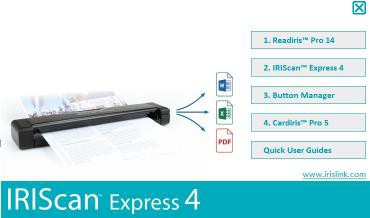 1. Readiris™ Pro 14
2. IRIScan™ Express 4
3. Button Manager
4. Cardiris™ Pro 5
Quick User Guides
PDF
www.irislink.com
IRIScan™ Express 4